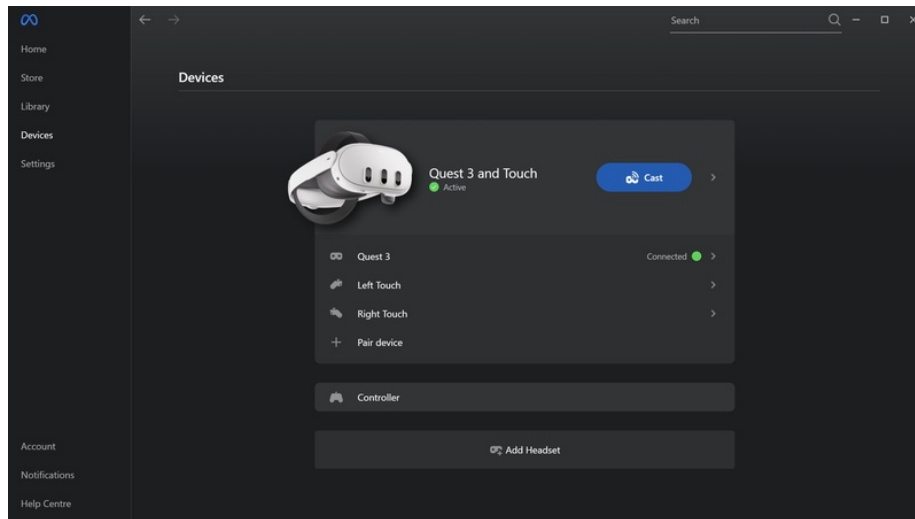 Search
Home
Store
Library
Devices
Settings
Account
Notifications
Help Centre
Devices
Quest 3 and Touch
Active
Cast
Quest 3
Connected
Left Touch
Right Touch
Pair device
Controller
Add Headset